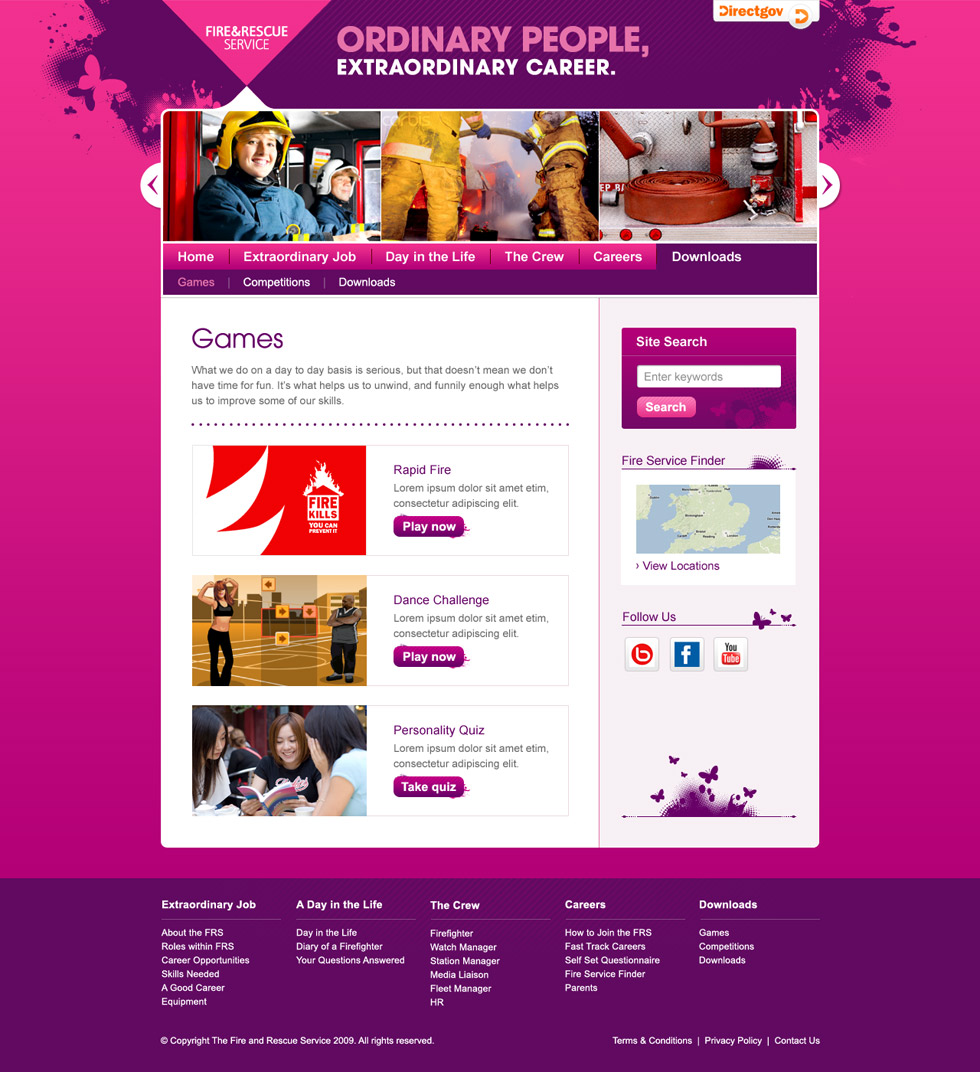 FIRE&RESCUE
SERVICE
ORDINARY PEOPLE,
EXTRAORDINARY CAREER.
Directgov
corbis
Home
Extraordinary Job
Day in the Life
The Crew
Careers
Downloads
Games
Competitions
Downloads
Games
What we do on a day to day basis is serious, but that doesn’t mean we don’t
have time for fun. It’s what helps us to unwind, and funnily enough what helps
us to improve some of our skills.
FIRE
KILLS
YOU CAN
PREVENT IT
Rapid Fire
Lorem ipsum dolor sit amet etim,
consectetur adipiscing elit.
Play now
Dance Challenge
Lorem ipsum dolor sit amet etim,
consectetur adipiscing elit.
Play now
Personality Quiz
Lorem ipsum dolor sit amet etim,
consectetur adipiscing elit.
Take quiz
Site Search
Enter keywords
Search
Fire Service Finder
Birmingham
London
› View Locations
Follow Us
You
Tube
Extraordinary Job
About the FRS
Roles within FRS
Career Opportunities
Skills Needed
A Good Career
Equipment
A Day in the Life
Day in the Life
Diary of a Firefighter
Your Questions Answered
The Crew
Firefighter
Watch Manager
Station Manager
Media Liaison
Fleet Manager
HR
Careers
How to Join the FRS
Fast Track Careers
Self Set Questionnaire
Fire Service Finder
Parents
Downloads
Games
Competitions
Downloads
© Copyright The Fire and Rescue Service 2009. All rights reserved.
Terms & Conditions | Privacy Policy | Contact Us